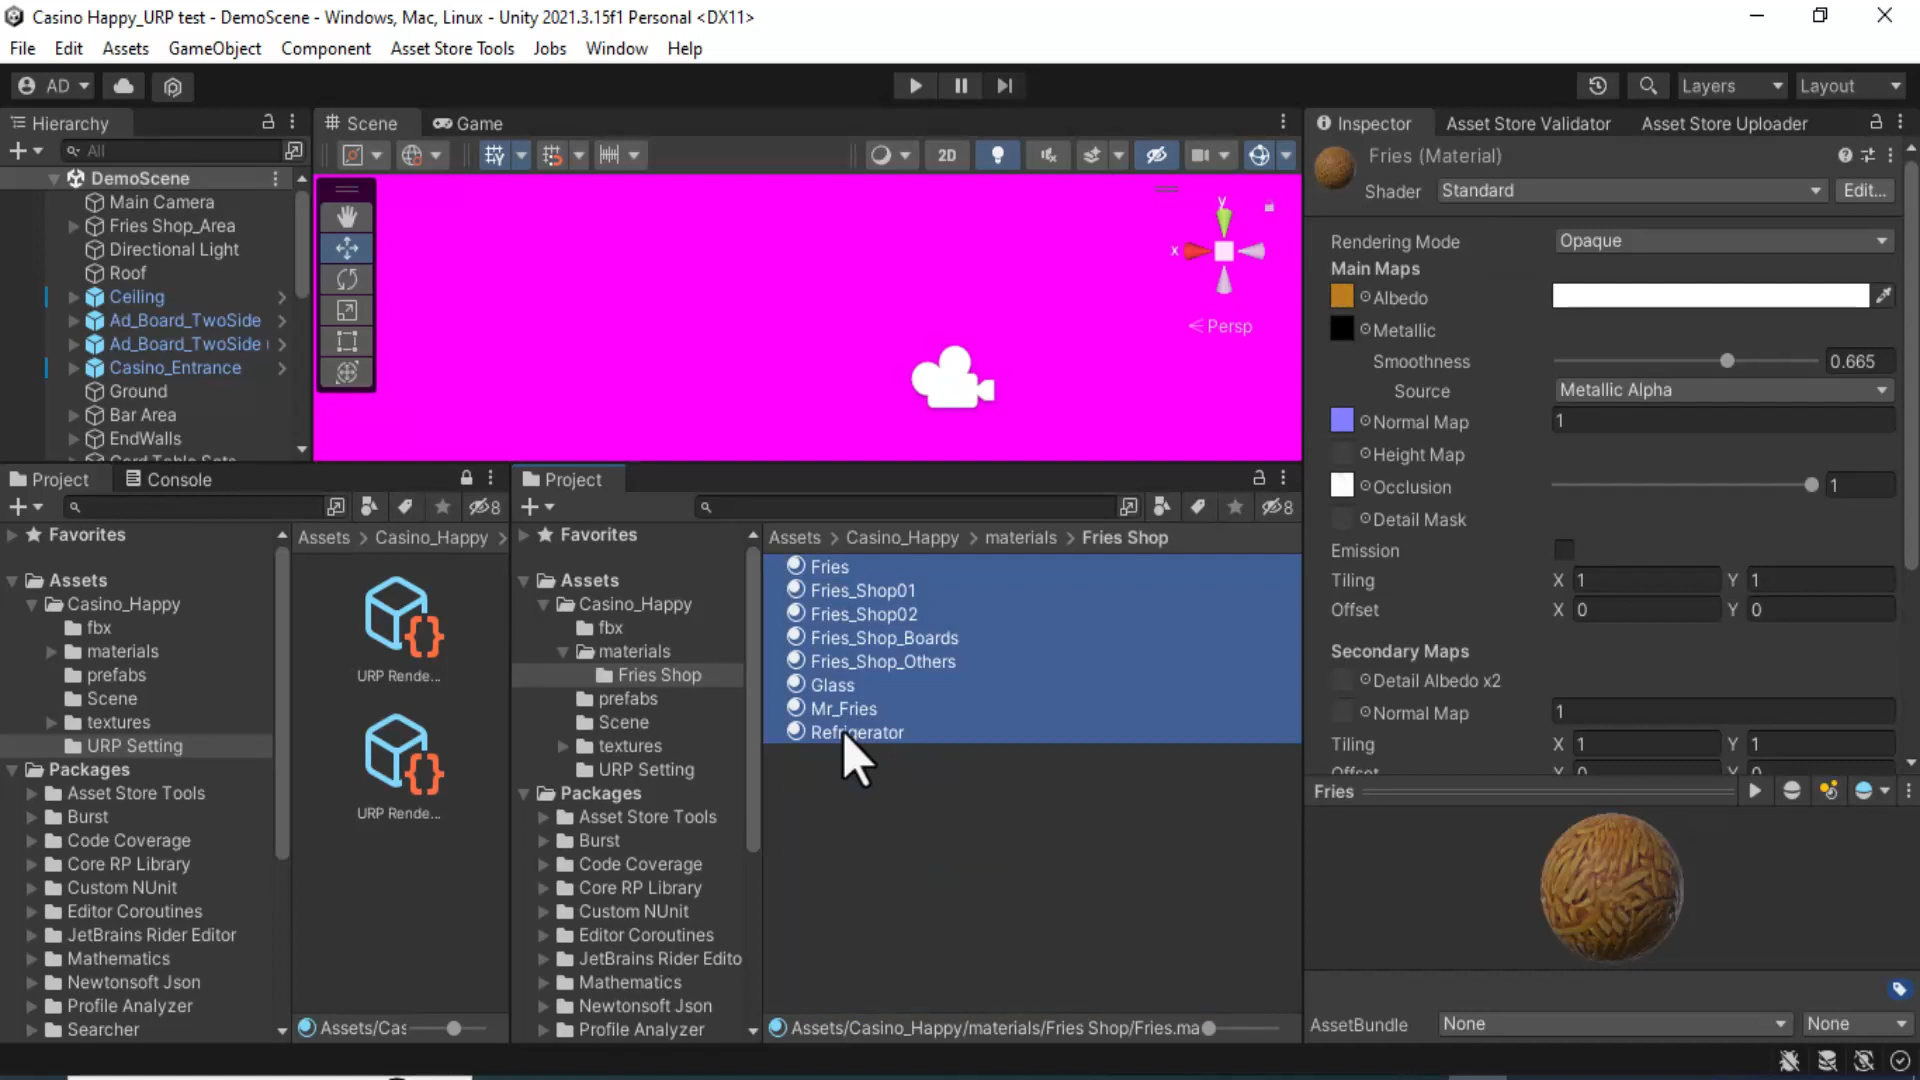 Casino Happy_URP test - DemoScene - Windows, Mac, Linux - Unity 2021.3.15f1 Personal <DX11>
File Edit Assets GameObject Component Asset Store Tools Jobs Window Help
AD Layers Layout
Hierarchy
All
DemoScene
Main Camera
Fries Shop_Area
Directional Light
Roof
Ceiling
Ad_Board_TwoSide
Ad_Board_TwoSide (
Casino_Entrance
Ground
Bar Area
EndWalls
Scene Game
2D
y
x
Persp
Inspector Asset Store Validator Asset Store Uploader
Fries (Material)
Shader Standard Edit...
Rendering Mode Opaque
Main Maps
Albedo
Metallic
Smoothness 0.665
Source Metallic Alpha
Normal Map 1
Height Map
Occlusion 1
Detail Mask
Emission
Tiling X 1 Y 1
Offset X 0 Y 0
Secondary Maps
Detail Albedo x2
Normal Map 1
Tiling X 1 Y 1
Offset X 0 Y 0
Fries
AssetBundle None None
Project Console
8
Favorites
Assets
Casino_Happy
fbx
materials
prefabs
Scene
textures
URP Setting
Packages
Asset Store Tools
Burst
Code Coverage
Core RP Library
Custom NUnit
Editor Coroutines
JetBrains Rider Editor
Mathematics
Newtonsoft Json
Profile Analyzer
Searcher
Assets > Casino_Happy >
URP Rende...
URP Rende...
Assets/Cas
Project
8
Favorites
Assets
Casino_Happy
fbx
materials
Fries Shop
prefabs
Scene
textures
URP Setting
Packages
Asset Store Tools
Burst
Code Coverage
Core RP Library
Custom NUnit
Editor Coroutines
JetBrains Rider Edito
Mathematics
Newtonsoft Json
Profile Analyzer
Assets > Casino_Happy > materials > Fries Shop
Fries
Fries_Shop01
Fries_Shop02
Fries_Shop_Boards
Fries_Shop_Others
Glass
Mr_Fries
Refrigerator
Assets/Casino_Happy/materials/Fries Shop/Fries.ma